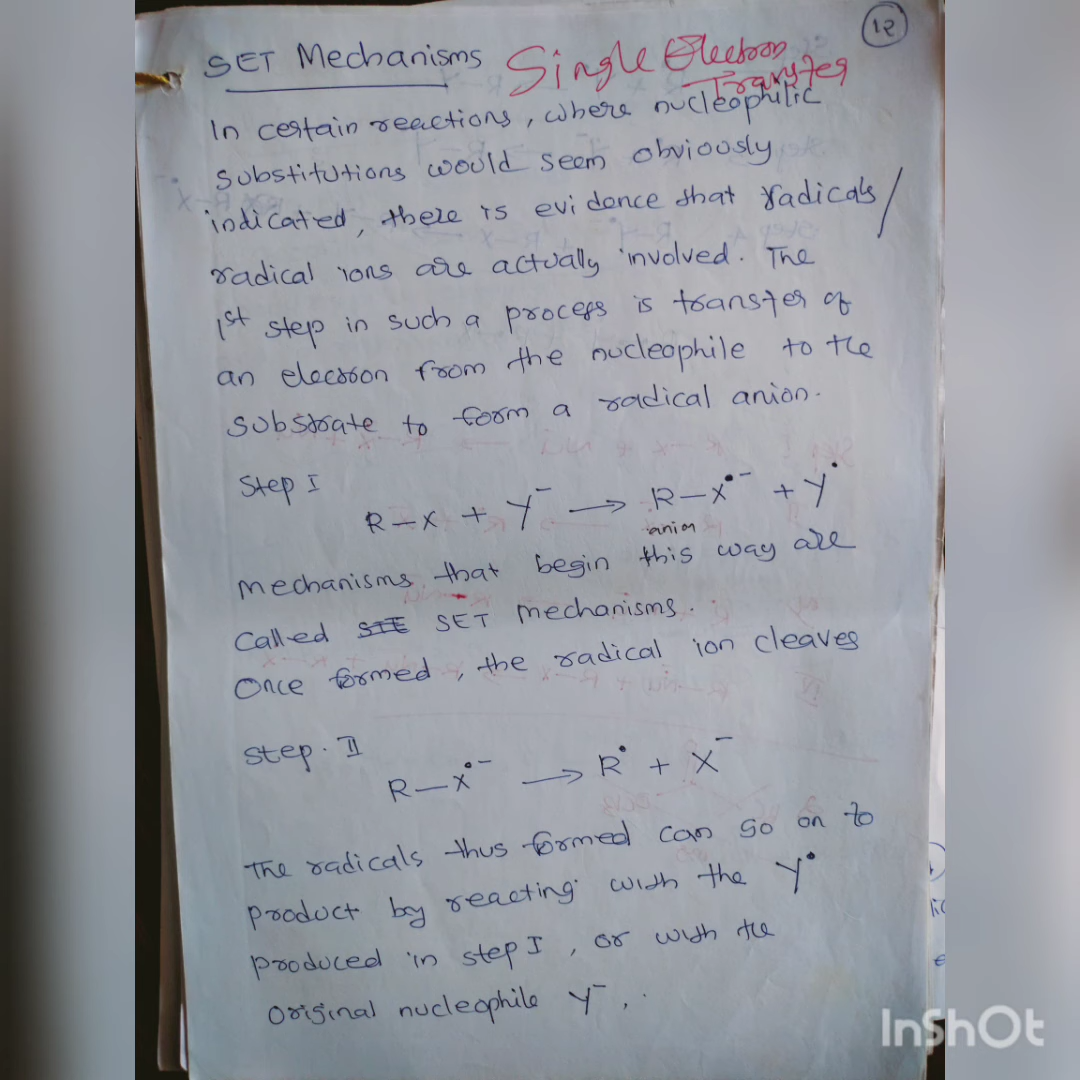 12
SET Mechanisms Single Electron
Transfer
In certain reactions, where nucleophilic
substitutions would seem obviously
indicated, there is evidence that radicals/
radical ions are actually involved. The
1st step in such a process is transfer of
an electron from the nucleophile to the
substrate to form a radical anion.
Step I
R-X + Y⁻ → R-X•⁻ + Y•
anion
Mechanisms that begin this way are
Called SET mechanisms.
Once formed, the radical ion cleaves
Step. II
R-X•⁻ → R• + X⁻
The radicals thus formed can go on to
product by reacting with the Y•
produced in step I, or with the
original nucleophile Y⁻,.
InShOt